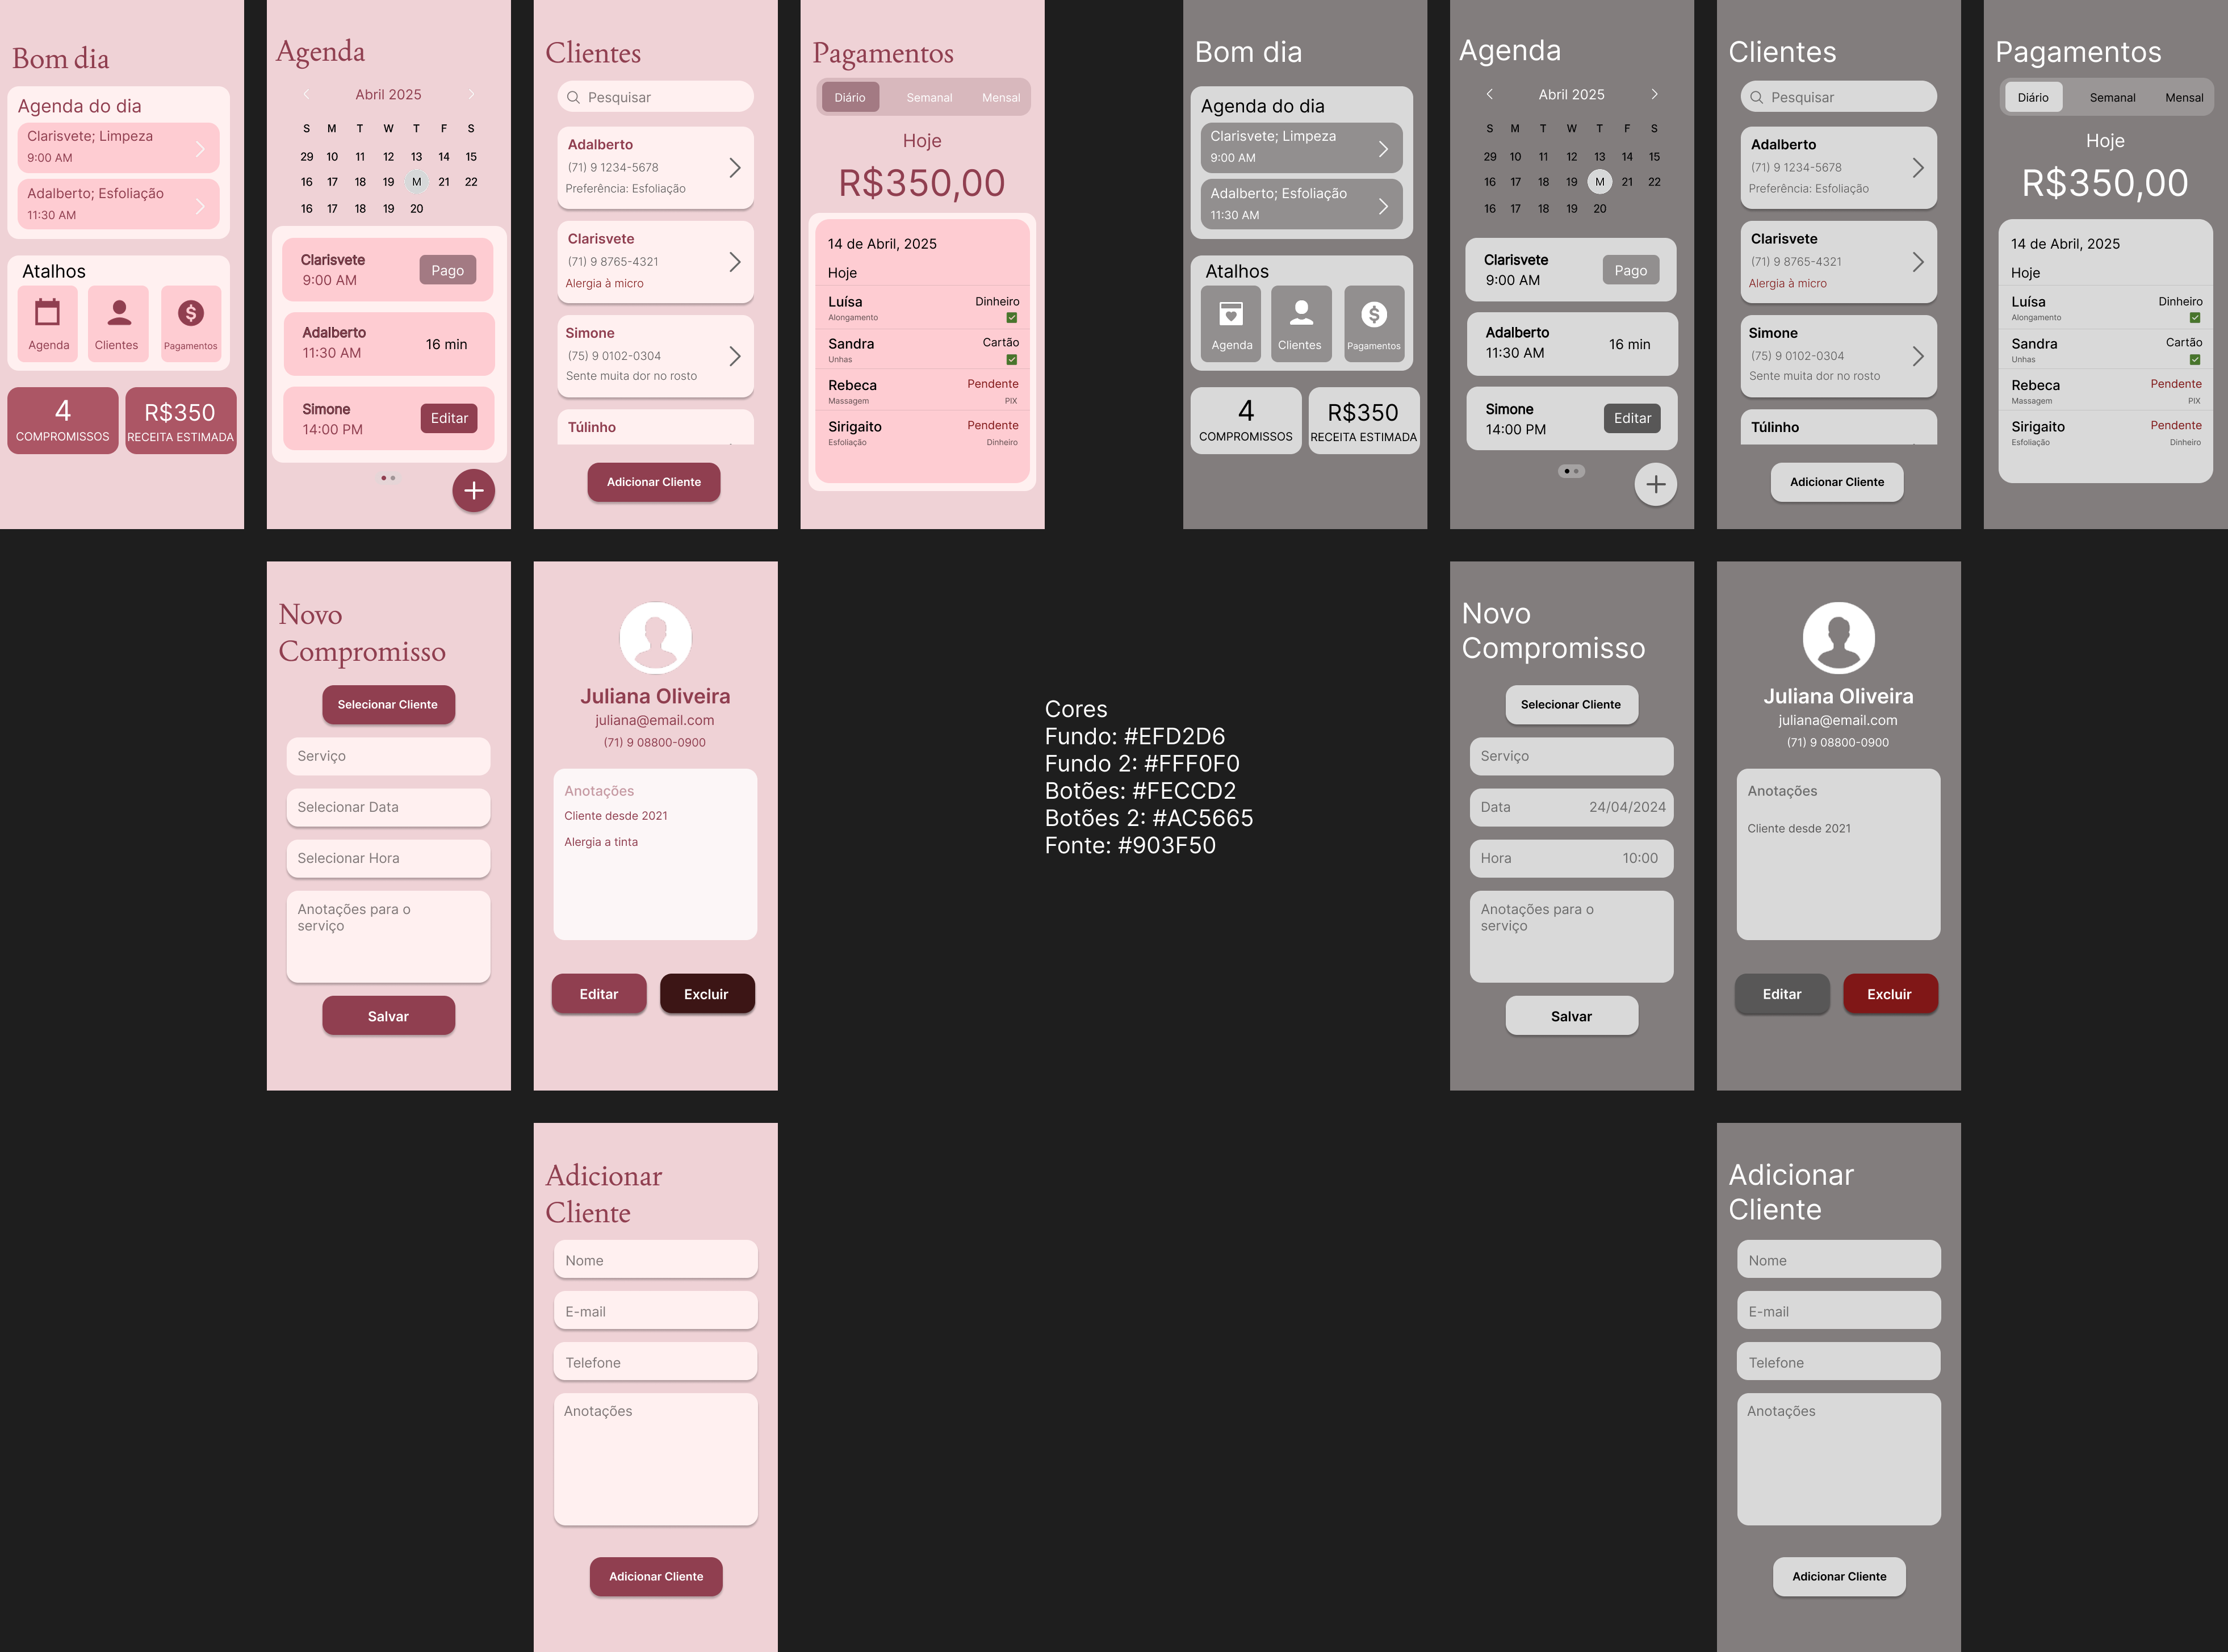 Bom dia
Agenda do dia
Clarisvete; Limpeza
9:00 AM
Adalberto; Esfoliação
11:30 AM
Atalhos
Agenda Clientes Pagamentos
4 R$350
COMPROMISSOS RECEITA ESTIMADA
Agenda
Abril 2025
S M T W T F S
29 10 11 12 13 14 15
16 17 18 19 M 21 22
16 17 18 19 20
Clarisvete
9:00 AM
Pago
Adalberto
11:30 AM
16 min
Simone
14:00 PM
Editar
Clientes
Pesquisar
Adalberto
(71) 9 1234-5678
Preferência: Esfoliação
Clarisvete
(71) 9 8765-4321
Alergia à micro
Simone
(75) 9 0102-0304
Sente muita dor no rosto
Túlinho
Adicionar Cliente
Pagamentos
Diário Semanal Mensal
Hoje
R$350,00
14 de Abril, 2025
Hoje
Luísa Dinheiro
Alongamento
Sandra Cartão
Unhas
Rebeca Pendente
Massagem PIX
Sirigaito Pendente
Esfoliação Dinheiro
Bom dia
Agenda do dia
Clarisvete; Limpeza
9:00 AM
Adalberto; Esfoliação
11:30 AM
Atalhos
Agenda Clientes Pagamentos
4 R$350
COMPROMISSOS RECEITA ESTIMADA
Agenda
Abril 2025
S M T W T F S
29 10 11 12 13 14 15
16 17 18 19 M 21 22
16 17 18 19 20
Clarisvete
9:00 AM
Pago
Adalberto
11:30 AM
16 min
Simone
14:00 PM
Editar
Clientes
Pesquisar
Adalberto
(71) 9 1234-5678
Preferência: Esfoliação
Clarisvete
(71) 9 8765-4321
Alergia à micro
Simone
(75) 9 0102-0304
Sente muita dor no rosto
Túlinho
Adicionar Cliente
Pagamentos
Diário Semanal Mensal
Hoje
R$350,00
14 de Abril, 2025
Hoje
Luísa Dinheiro
Alongamento
Sandra Cartão
Unhas
Rebeca Pendente
Massagem PIX
Sirigaito Pendente
Esfoliação Dinheiro
Novo
Compromisso
Selecionar Cliente
Serviço
Selecionar Data
Selecionar Hora
Anotações para o
serviço
Salvar
Juliana Oliveira
juliana@email.com
(71) 9 08800-0900
Anotações
Cliente desde 2021
Alergia a tinta
Editar Excluir
Cores
Fundo: #EFD2D6
Fundo 2: #FFF0F0
Botões: #FECCD2
Botões 2: #AC5665
Fonte: #903F50
Novo
Compromisso
Selecionar Cliente
Serviço
Data 24/04/2024
Hora 10:00
Anotações para o
serviço
Salvar
Juliana Oliveira
juliana@email.com
(71) 9 08800-0900
Anotações
Cliente desde 2021
Editar Excluir
Adicionar
Cliente
Nome
E-mail
Telefone
Anotações
Adicionar Cliente
Adicionar
Cliente
Nome
E-mail
Telefone
Anotações
Adicionar Cliente